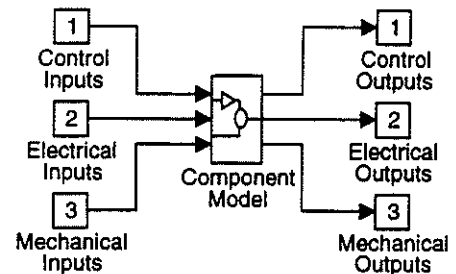 1
Control
Inputs
2
Electrical
Inputs
3
Mechanical
Inputs
Component
Model
1
Control
Outputs
2
Electrical
Outputs
3
Mechanical
Outputs